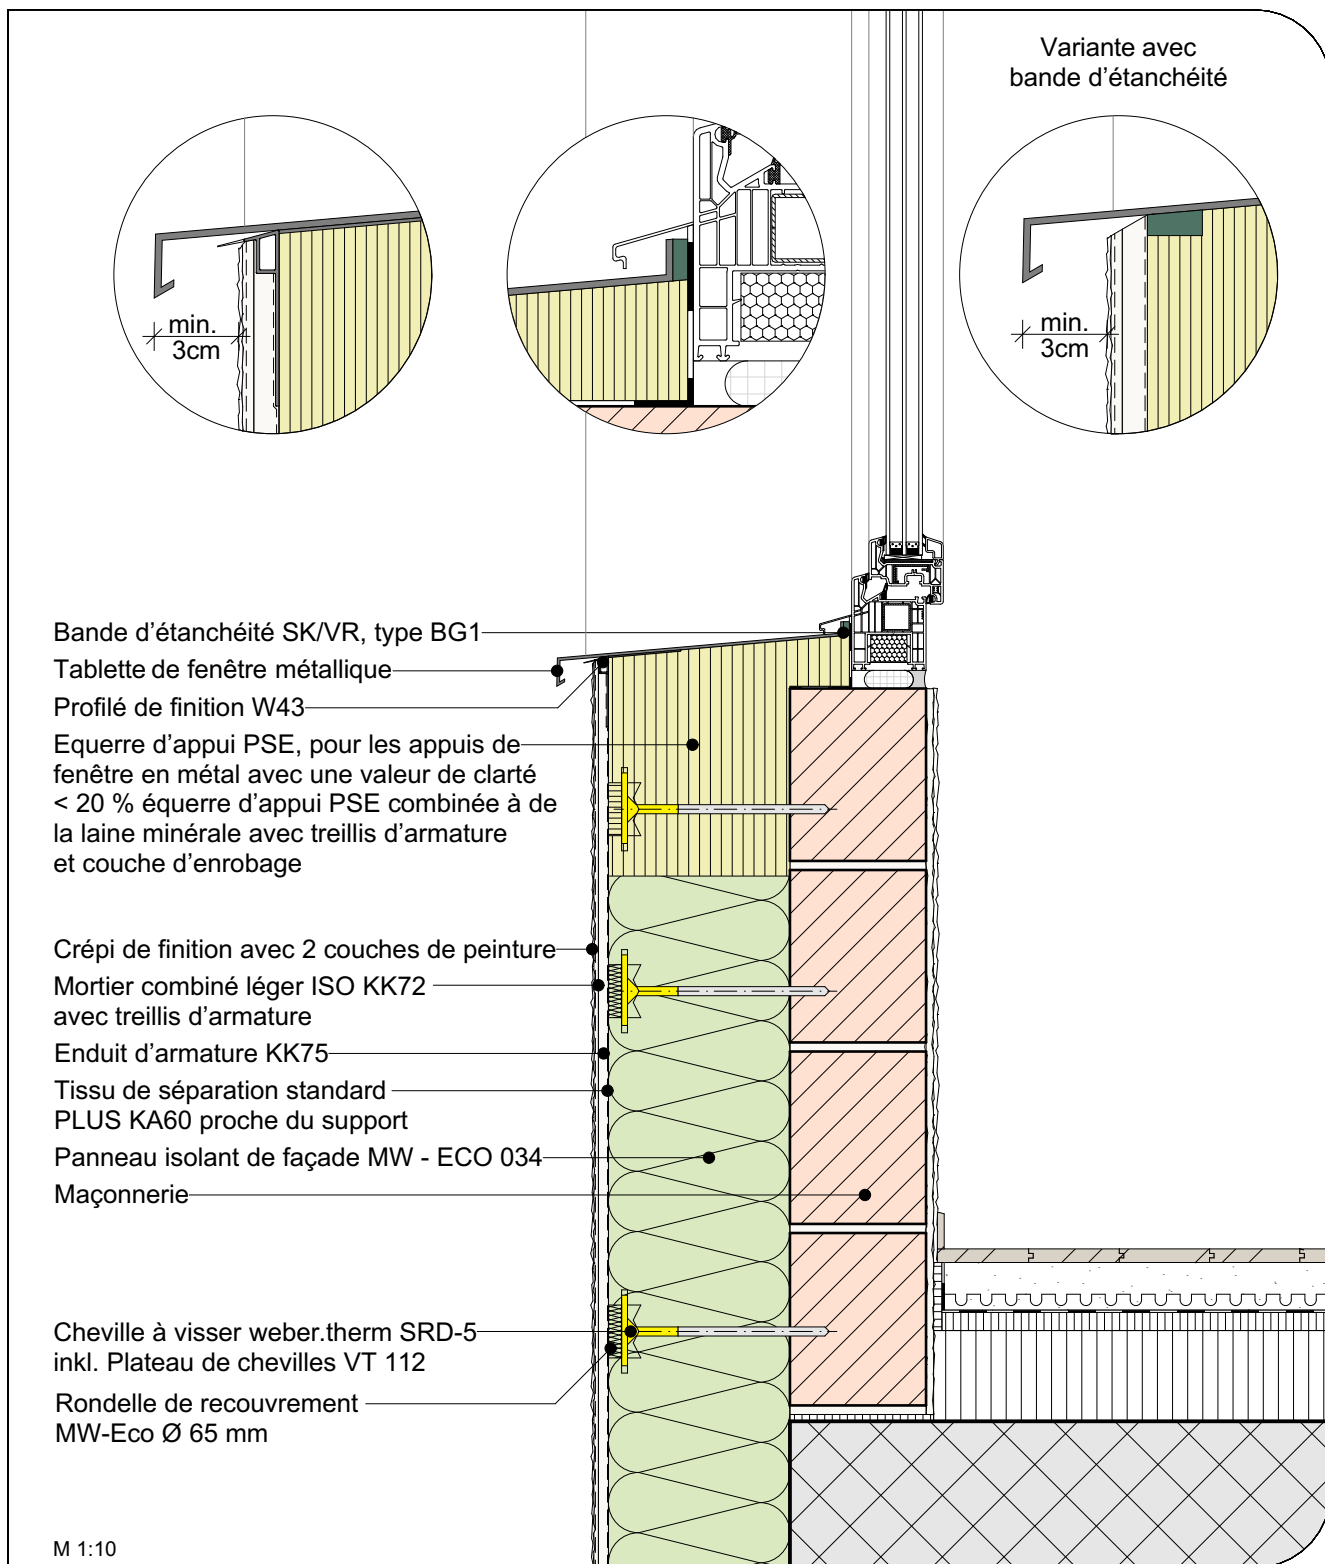 Variante avec
bande d’étanchéité
min.
3cm
min.
3cm
Bande d’étanchéité SK/VR, type BG1
Tablette de fenêtre métallique
Profilé de finition W43
Equerre d’appui PSE, pour les appuis de
fenêtre en métal avec une valeur de clarté
< 20 % équerre d’appui PSE combinée à de
la laine minérale avec treillis d’armature
et couche d’enrobage
Crépi de finition avec 2 couches de peinture
Mortier combiné léger ISO KK72
avec treillis d’armature
Enduit d’armature KK75
Tissu de séparation standard
PLUS KA60 proche du support
Panneau isolant de façade MW - ECO 034
Maçonnerie
Cheville à visser weber.therm SRD-5
inkl. Plateau de chevilles VT 112
Rondelle de recouvrement
MW-Eco Ø 65 mm
M 1:10